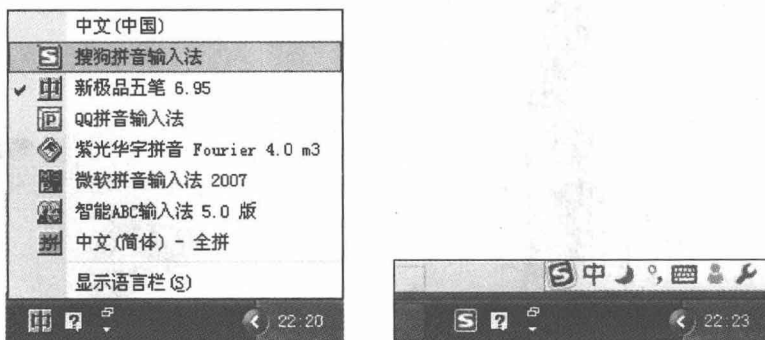 中文(中国)
搜狗拼音输入法
新极品五笔 6.95
QQ拼音输入法
紫光华宇拼音 Fourier 4.0 m3
微软拼音输入法 2007
智能ABC输入法 5.0 版
中文(简体) - 全拼
显示语言栏(S)
22:20
中
22:23